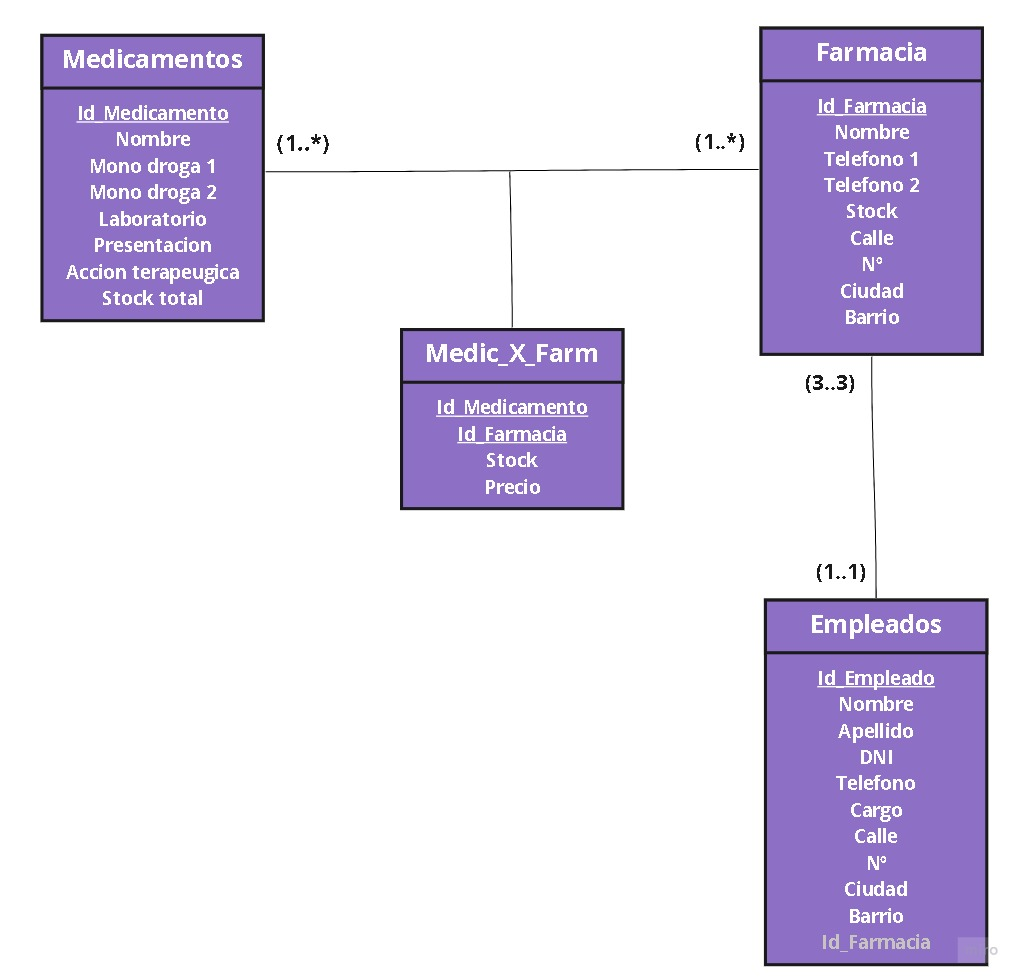 Medicamentos
Id_Medicamento
Nombre
Mono droga 1
Mono droga 2
Laboratorio
Presentacion
Accion terapeugica
Stock total
(1..*)
(1..*)
Farmacia
Id_Farmacia
Nombre
Telefono 1
Telefono 2
Stock
Calle
Nº
Ciudad
Barrio
Medic_X_Farm
Id_Medicamento
Id_Farmacia
Stock
Precio
(3..3)
(1..1)
Empleados
Id_Empleado
Nombre
Apellido
DNI
Telefono
Cargo
Calle
Nº
Ciudad
Barrio
Id_Farmacia